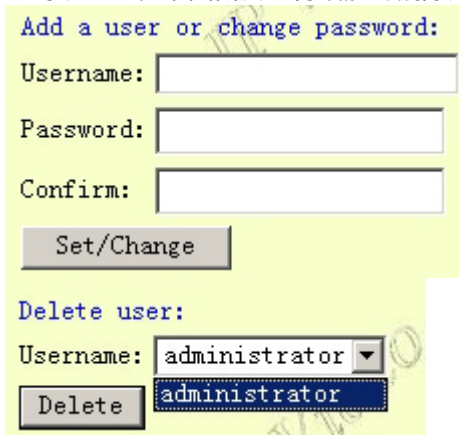 Add a user or change password:
Username:
Password:
Confirm:
Set/Change
Delete user:
Username: administrator
administrator
Delete